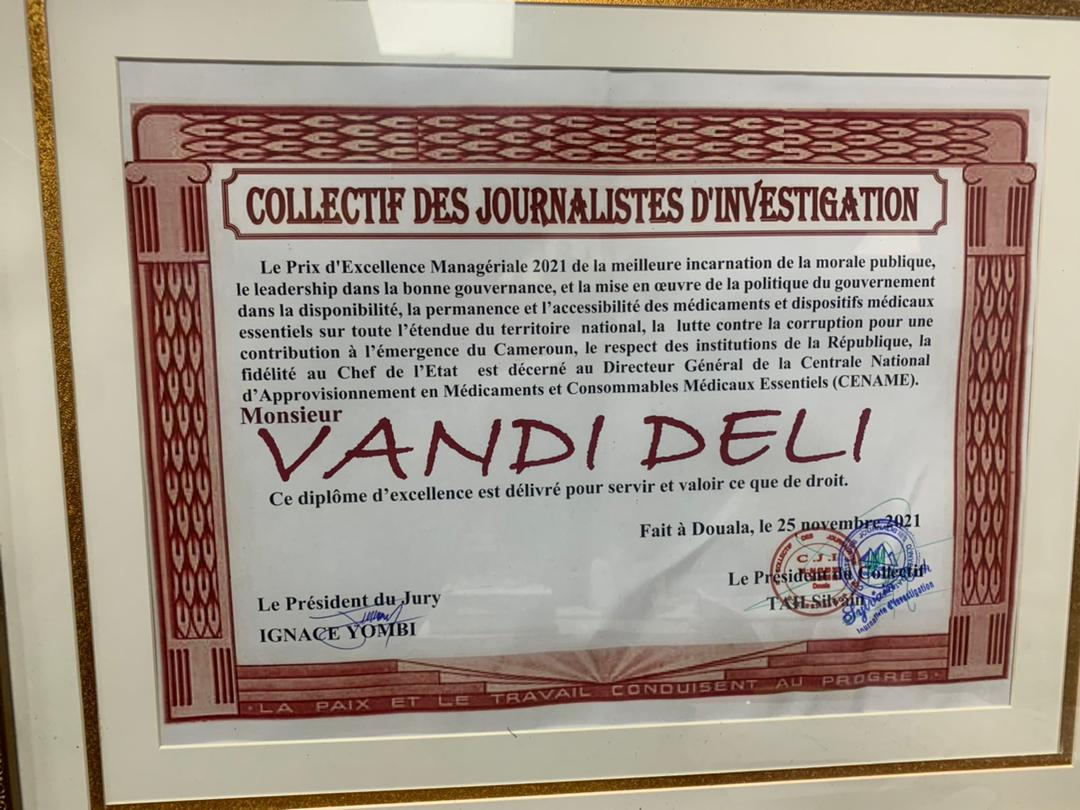 COLLECTIF DES JOURNALISTES D'INVESTIGATION
Le Prix d'Excellence Managériale 2021 de la meilleure incarnation de la morale publique,
le leadership dans la bonne gouvernance, et la mise en œuvre de la politique du gouvernement
dans la disponibilité, la permanence et l'accessibilité des médicaments et dispositifs médicaux
essentiels sur toute l'étendue du territoire national, la lutte contre la corruption pour une
contribution à l'émergence du Cameroun, le respect des institutions de la République, la
fidélité au Chef de l'Etat est décerné au Directeur Général de la Centrale National
d'Approvisionnement en Médicaments et Consommables Médicaux Essentiels (CENAME).
Monsieur
VANDI DELI
Ce diplôme d'excellence est délivré pour servir et valoir ce que de droit.
Fait à Douala, le 25 novembre 2021
Le Président du Collectif
TAH Silvain
C.J.I
Journaliste d'Investigation
Le Président du Jury
IGNACE YOMBI
LA PAIX ET LE TRAVAIL CONDUISENT AU PROGRES